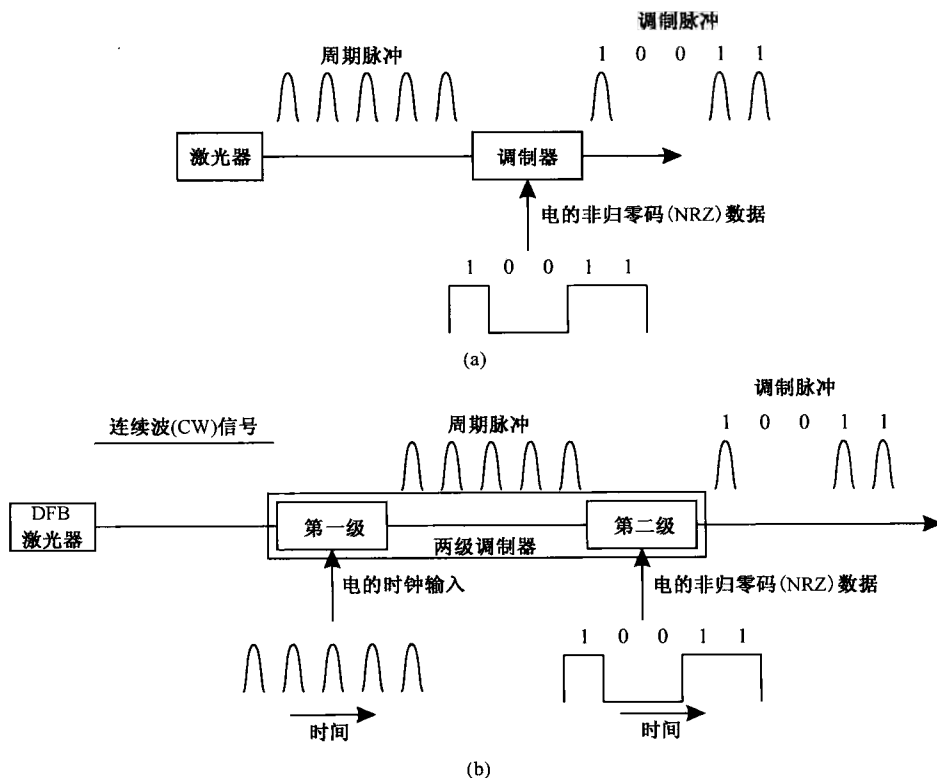 调制脉冲
周期脉冲
1 0 0 1 1
激光器
调制器
电的非归零码(NRZ)数据
1 0 0 1 1
(a)
调制脉冲
连续波(CW)信号
周期脉冲
1 0 0 1 1
DFB
激光器
第一级
第二级
两级调制器
电的时钟输入
电的非归零码(NRZ)数据
1 0 0 1 1
时间
时间
(b)